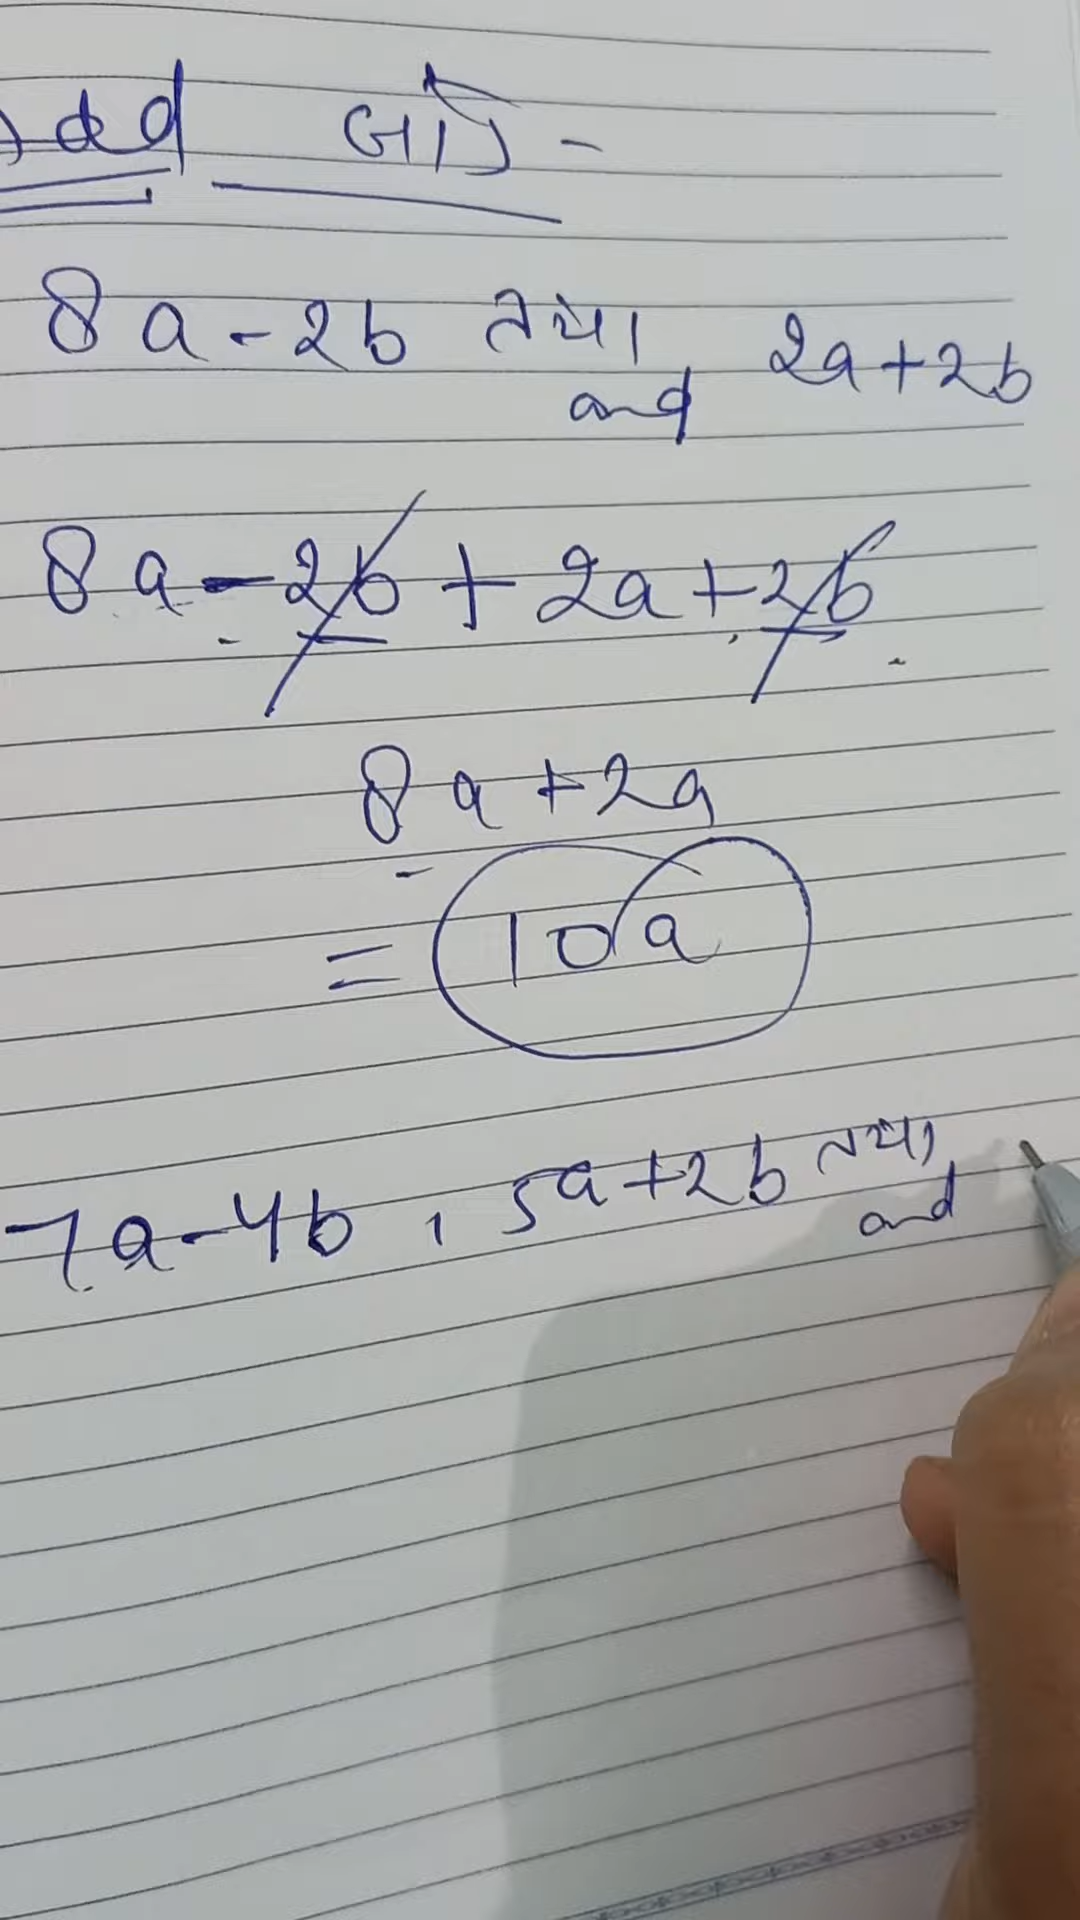 Add जोड़े -
8a - 2b तथा and 2a + 2b
8a - 2b + 2a + 2b
8a + 2a
= 10a
7a - 4b , 5a + 2b तथा and